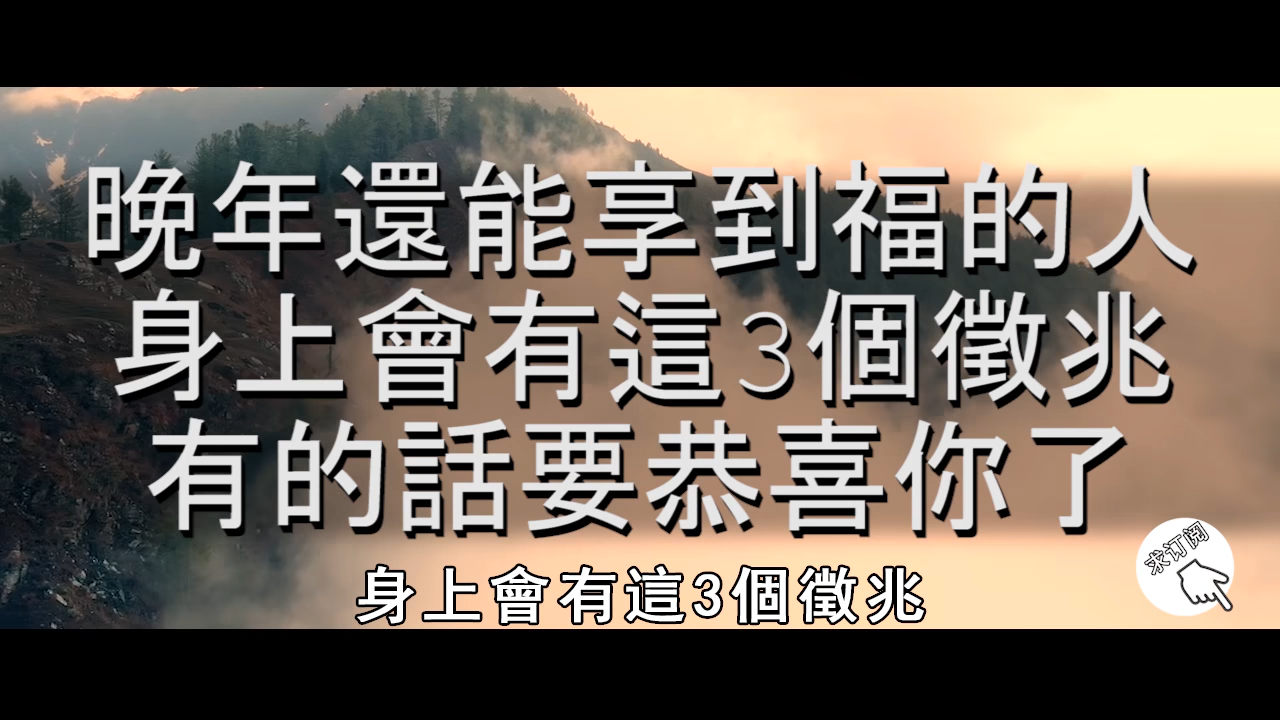 晚年還能享到福的人
身上會有這3個徵兆
有的話要恭喜你了
求订阅
身上會有這3個徵兆